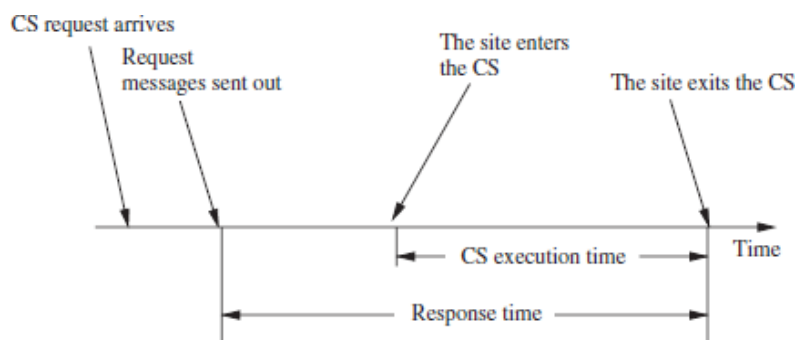 CS request arrives
Request
messages sent out
The site enters
the CS
The site exits the CS
Time
CS execution time
Response time